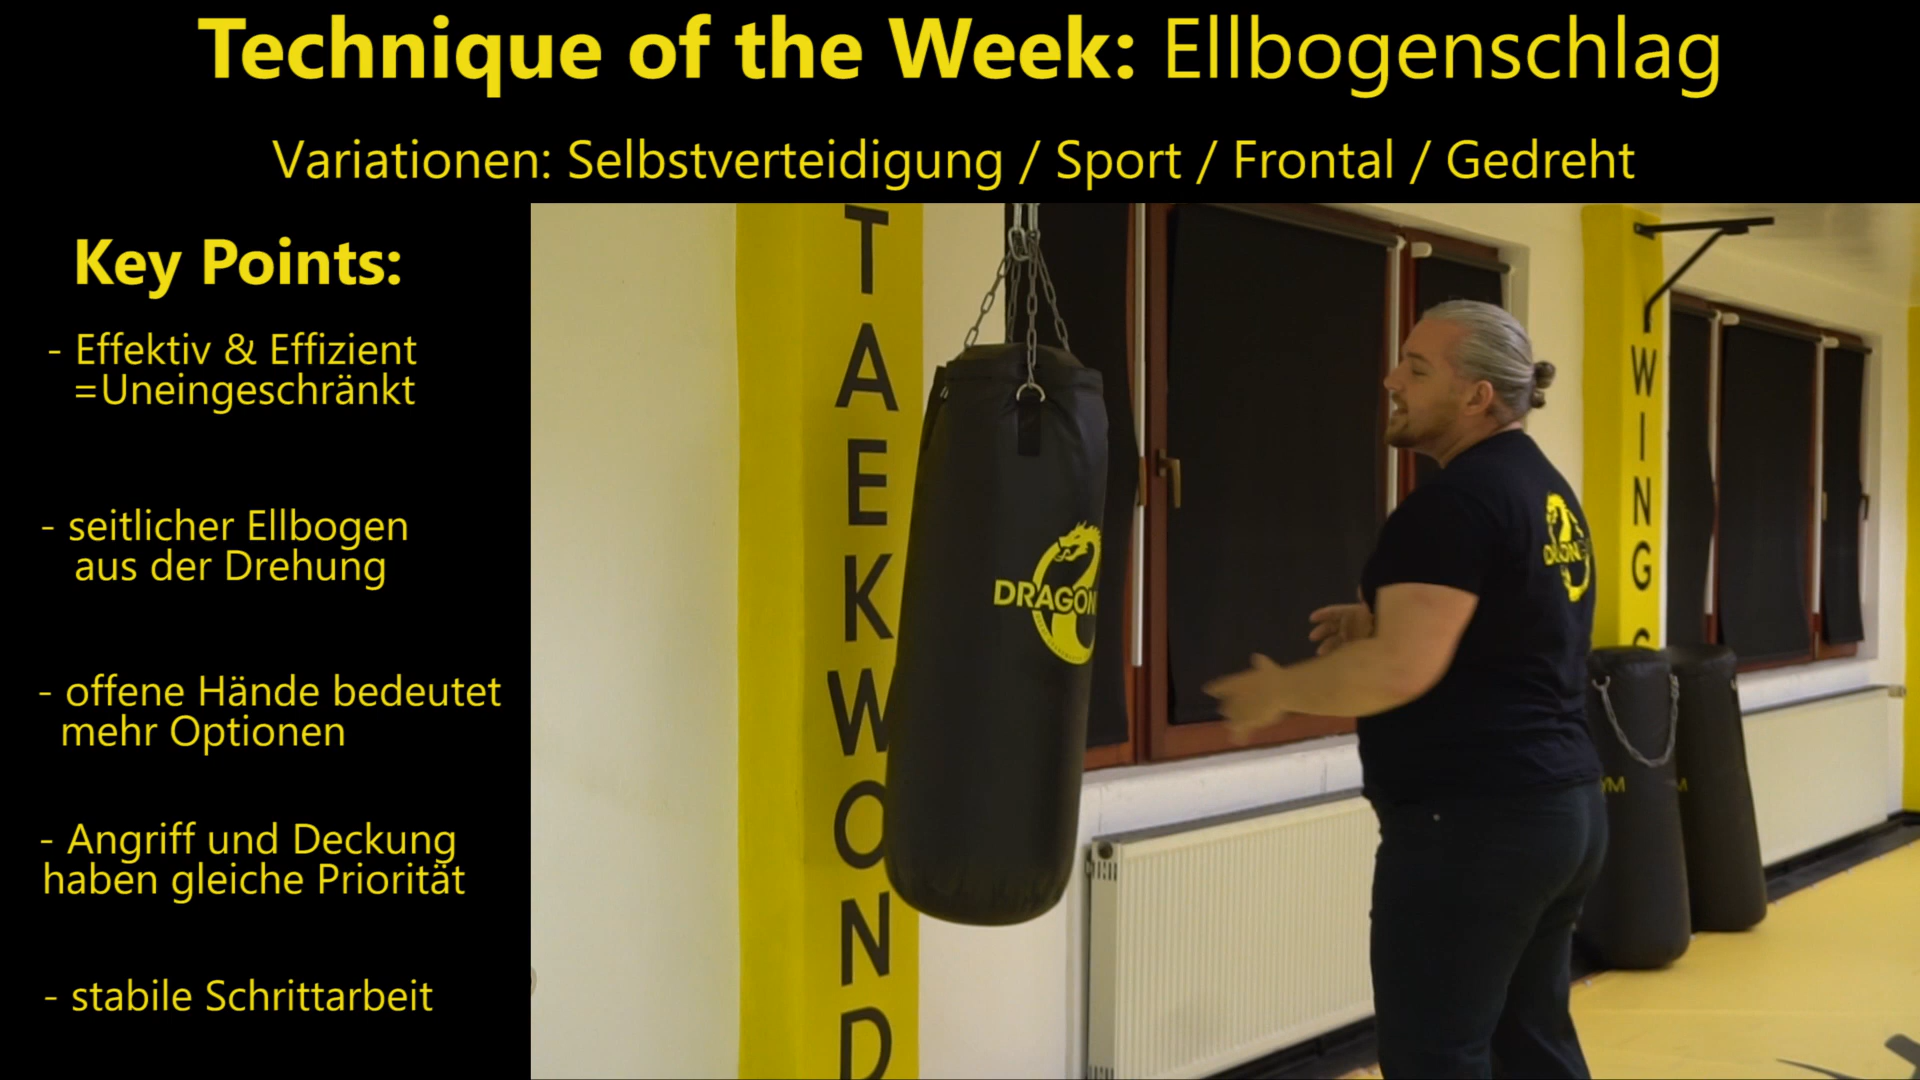 Technique of the Week: Ellbogenschlag
Variationen: Selbstverteidigung / Sport / Frontal / Gedreht
Key Points:
- Effektiv & Effizient
=Uneingeschränkt
- seitlicher Ellbogen
aus der Drehung
- offene Hände bedeutet
mehr Optionen
- Angriff und Deckung
haben gleiche Priorität
- stabile Schrittarbeit
TAEKWOND
DRAGON
WING
YM
M